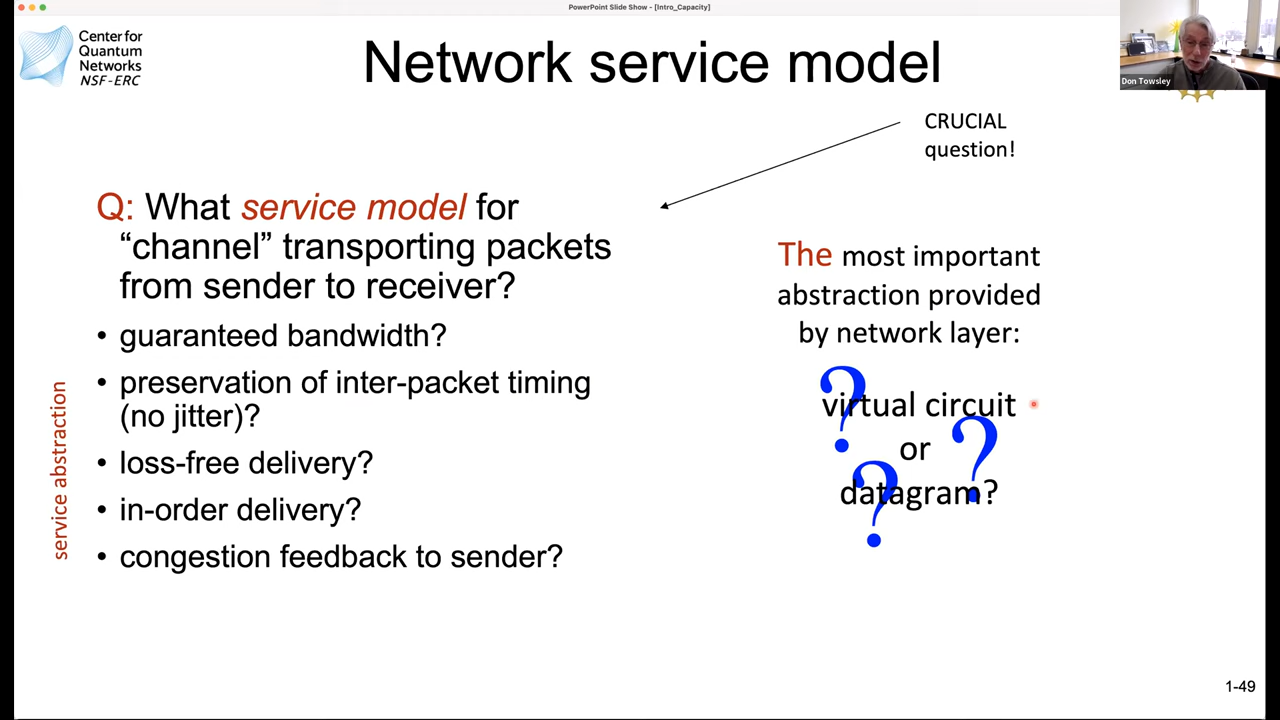 PowerPoint Slide Show - [Intro_Capacity]
Center for
Quantum
Networks
NSF-ERC
Network service model
Don Towsley
CRUCIAL
question!
Q: What service model for
“channel” transporting packets
from sender to receiver?
• guaranteed bandwidth?
• preservation of inter-packet timing
(no jitter)?
• loss-free delivery?
• in-order delivery?
• congestion feedback to sender?
service abstraction
The most important
abstraction provided
by network layer:
?
virtual circuit
or
?
?
datagram?
1-49